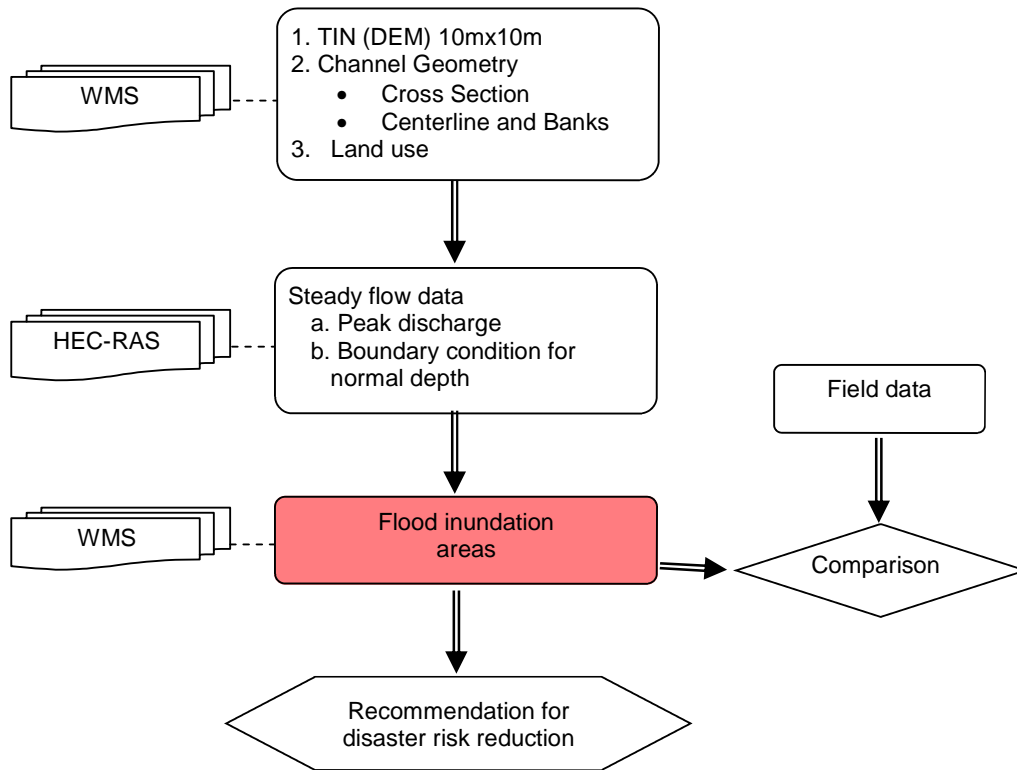 WMS
1. TIN (DEM) 10mx10m
2. Channel Geometry
• Cross Section
• Centerline and Banks
3. Land use
HEC-RAS
Steady flow data
a. Peak discharge
b. Boundary condition for
normal depth
Field data
WMS
Flood inundation
areas
Comparison
Recommendation for
disaster risk reduction